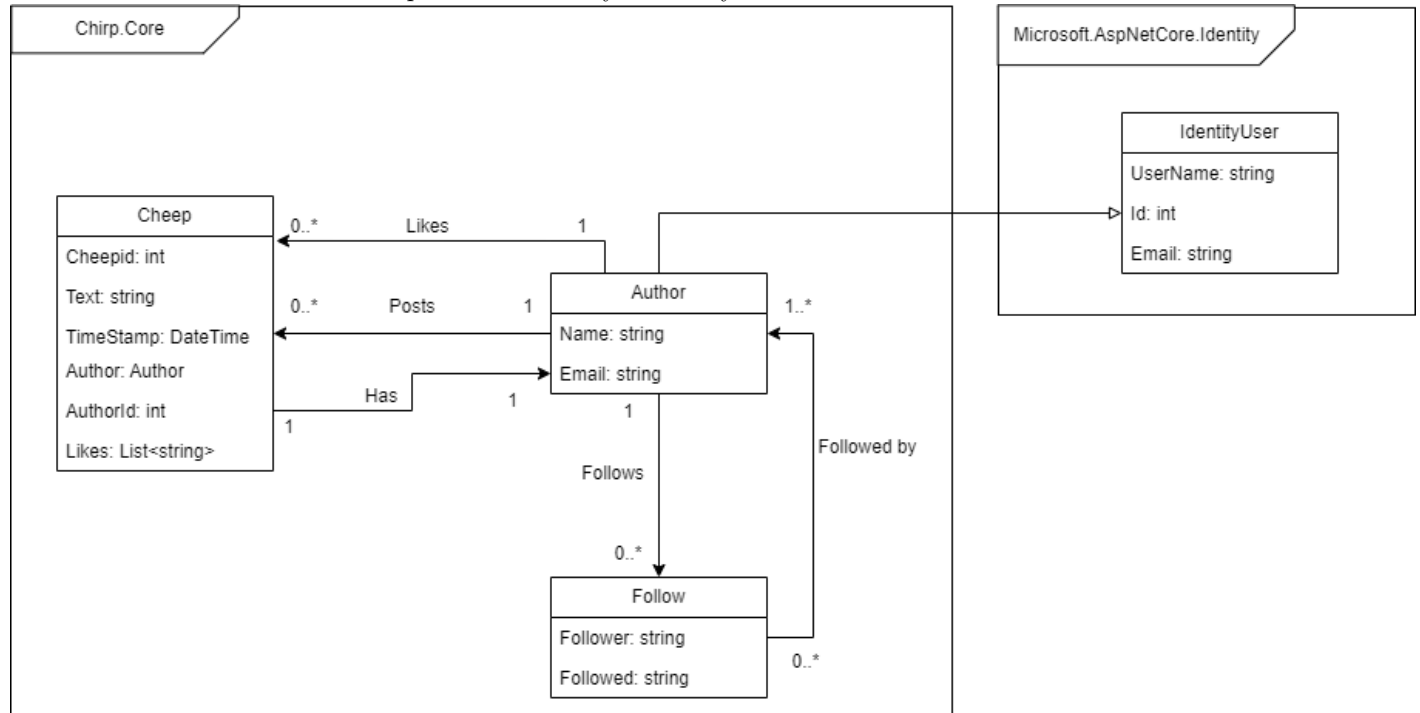 Chirp.Core
Microsoft.AspNetCore.Identity
IdentityUser
UserName: string
Id: int
Email: string
Cheep
Cheepid: int
Text: string
TimeStamp: DateTime
Author: Author
AuthorId: int
Likes: List<string>
0..*
Likes
1
0..*
Posts
1
Has
1
1
Author
Name: string
Email: string
1..*
1
Follows
0..*
Followed by
0..*
Follow
Follower: string
Followed: string